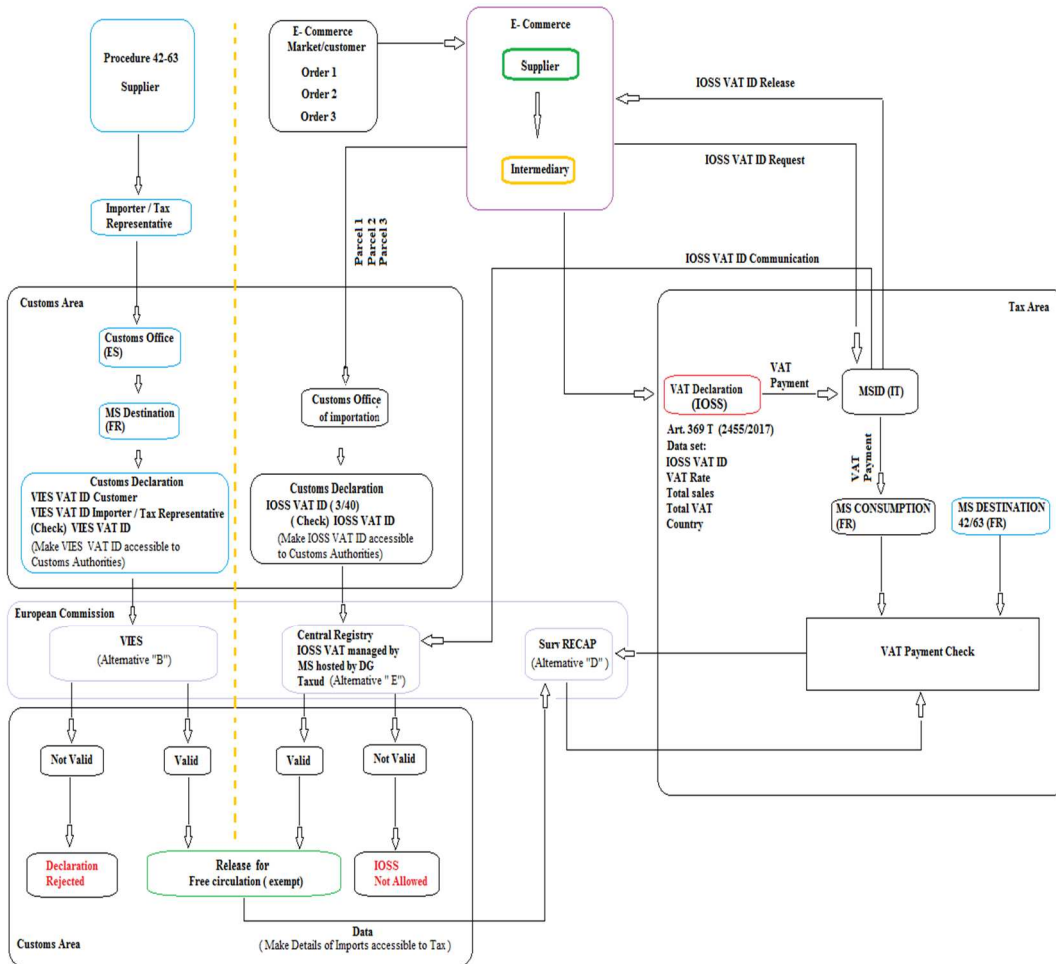 Procedure 42-63
Supplier
Importer / Tax
Representative
E- Commerce
Market/customer
Order 1
Order 2
Order 3
E- Commerce
Supplier
Intermediary
IOSS VAT ID Release
IOSS VAT ID Request
IOSS VAT ID Communication
Parcel 1
Parcel 2
Parcel 3
Customs Area
Customs Office
(ES)
MS Destination
(FR)
Customs Declaration
VIES VAT ID Customer
VIES VAT ID Importer / Tax Representative
(Check) VIES VAT ID
(Make VIES VAT ID accessible to
Customs Authorities)
Customs Office
of importation
Customs Declaration
IOSS VAT ID ( 3/40)
( Check) IOSS VAT ID
(Make IOSS VAT ID accessible
to Customs Authorities)
Tax Area
VAT Declaration
(IOSS)
VAT
Payment
MSID (IT)
Art. 369 T (2455/2017)
Data set:
IOSS VAT ID
VAT Rate
Total sales
Total VAT
Country
VAT
Payment
MS CONSUMPTION
(FR)
MS DESTINATION
42/63 (FR)
VAT Payment Check
European Commission
VIES
(Alternative "B")
Central Registry
IOSS VAT managed by
MS hosted by DG
Taxud (Alternative " E")
Surv RECAP
(Alternative "D")
Not Valid
Valid
Valid
Not Valid
Declaration
Rejected
Release for
Free circulation ( exempt)
IOSS
Not Allowed
Customs Area
Data
( Make Details of Imports accessible to Tax )